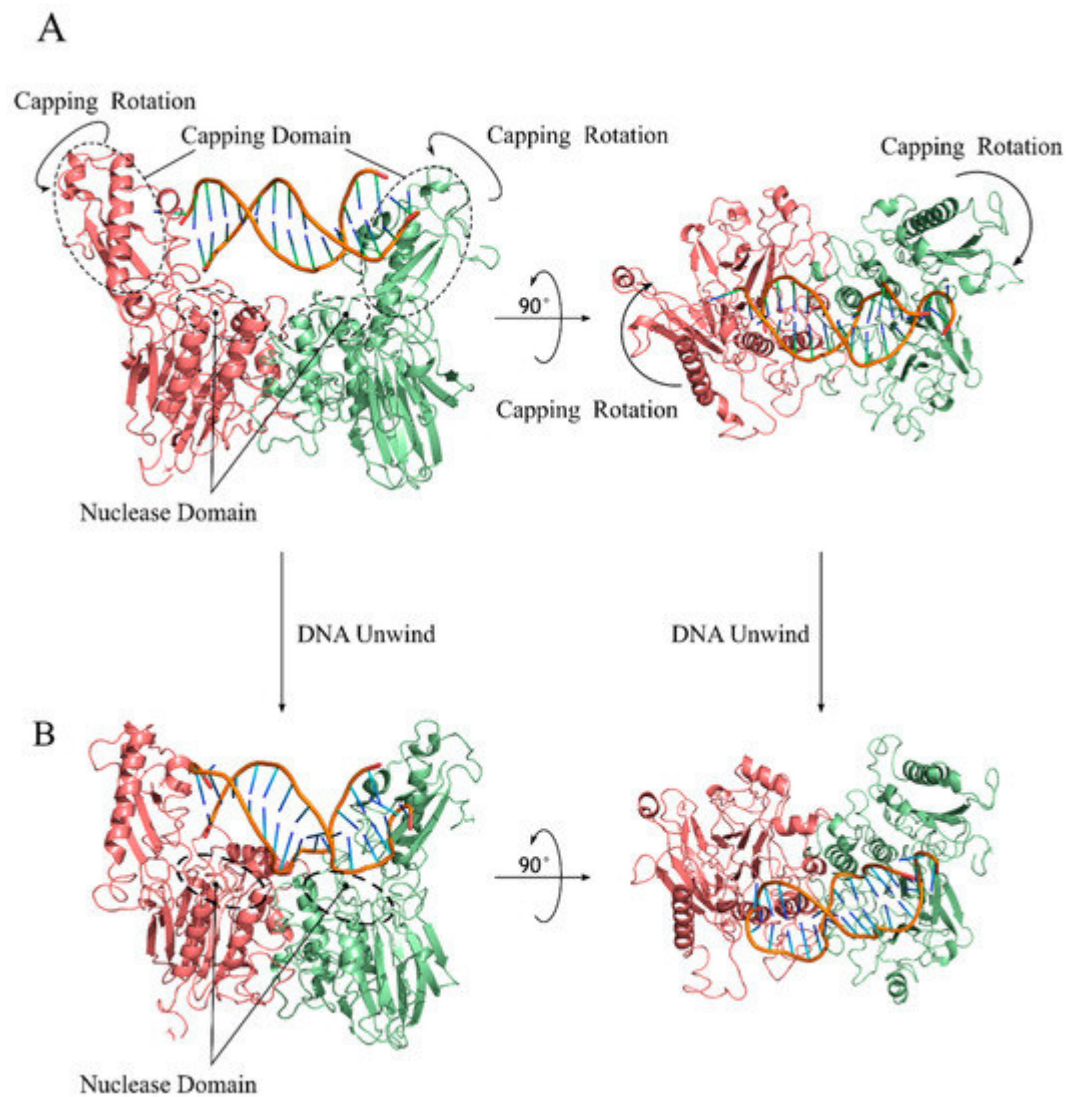 A
Capping Rotation
Capping Domain
Capping Rotation
Capping Rotation
90°
Capping Rotation
Nuclease Domain
DNA Unwind
DNA Unwind
B
90°
Nuclease Domain